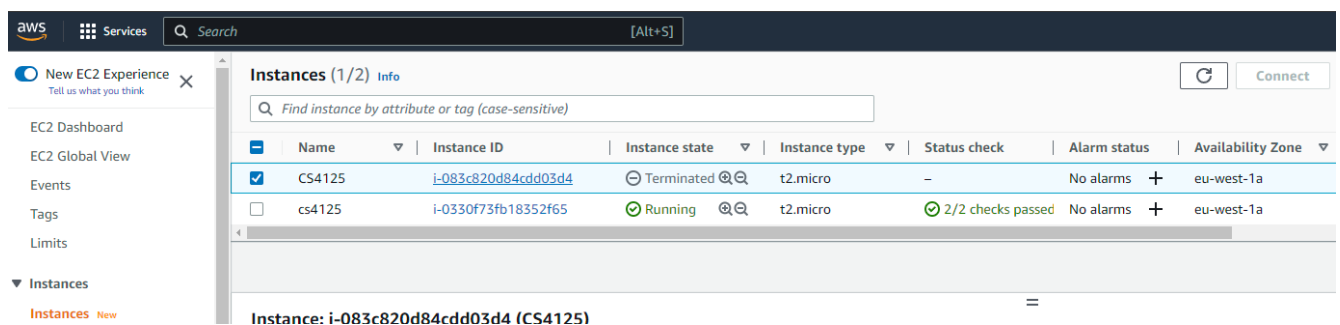 aws Services Search [Alt+S]
New EC2 Experience
Tell us what you think
EC2 Dashboard
EC2 Global View
Events
Tags
Limits
Instances
Instances New
Instances (1/2) Info
Connect
Find instance by attribute or tag (case-sensitive)
Name Instance ID Instance state Instance type Status check Alarm status Availability Zone
CS4125 i-083c820d84cdd03d4 Terminated t2.micro – No alarms + eu-west-1a
cs4125 i-0330f73fb18352f65 Running t2.micro 2/2 checks passed No alarms + eu-west-1a
Instance: i-083c820d84cdd03d4 (CS4125)